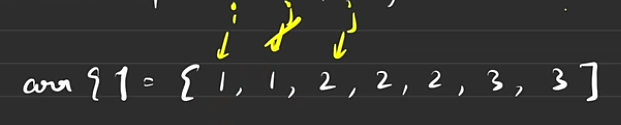 i j j
arr [] = { 1, 1, 2, 2, 2, 3, 3 ]